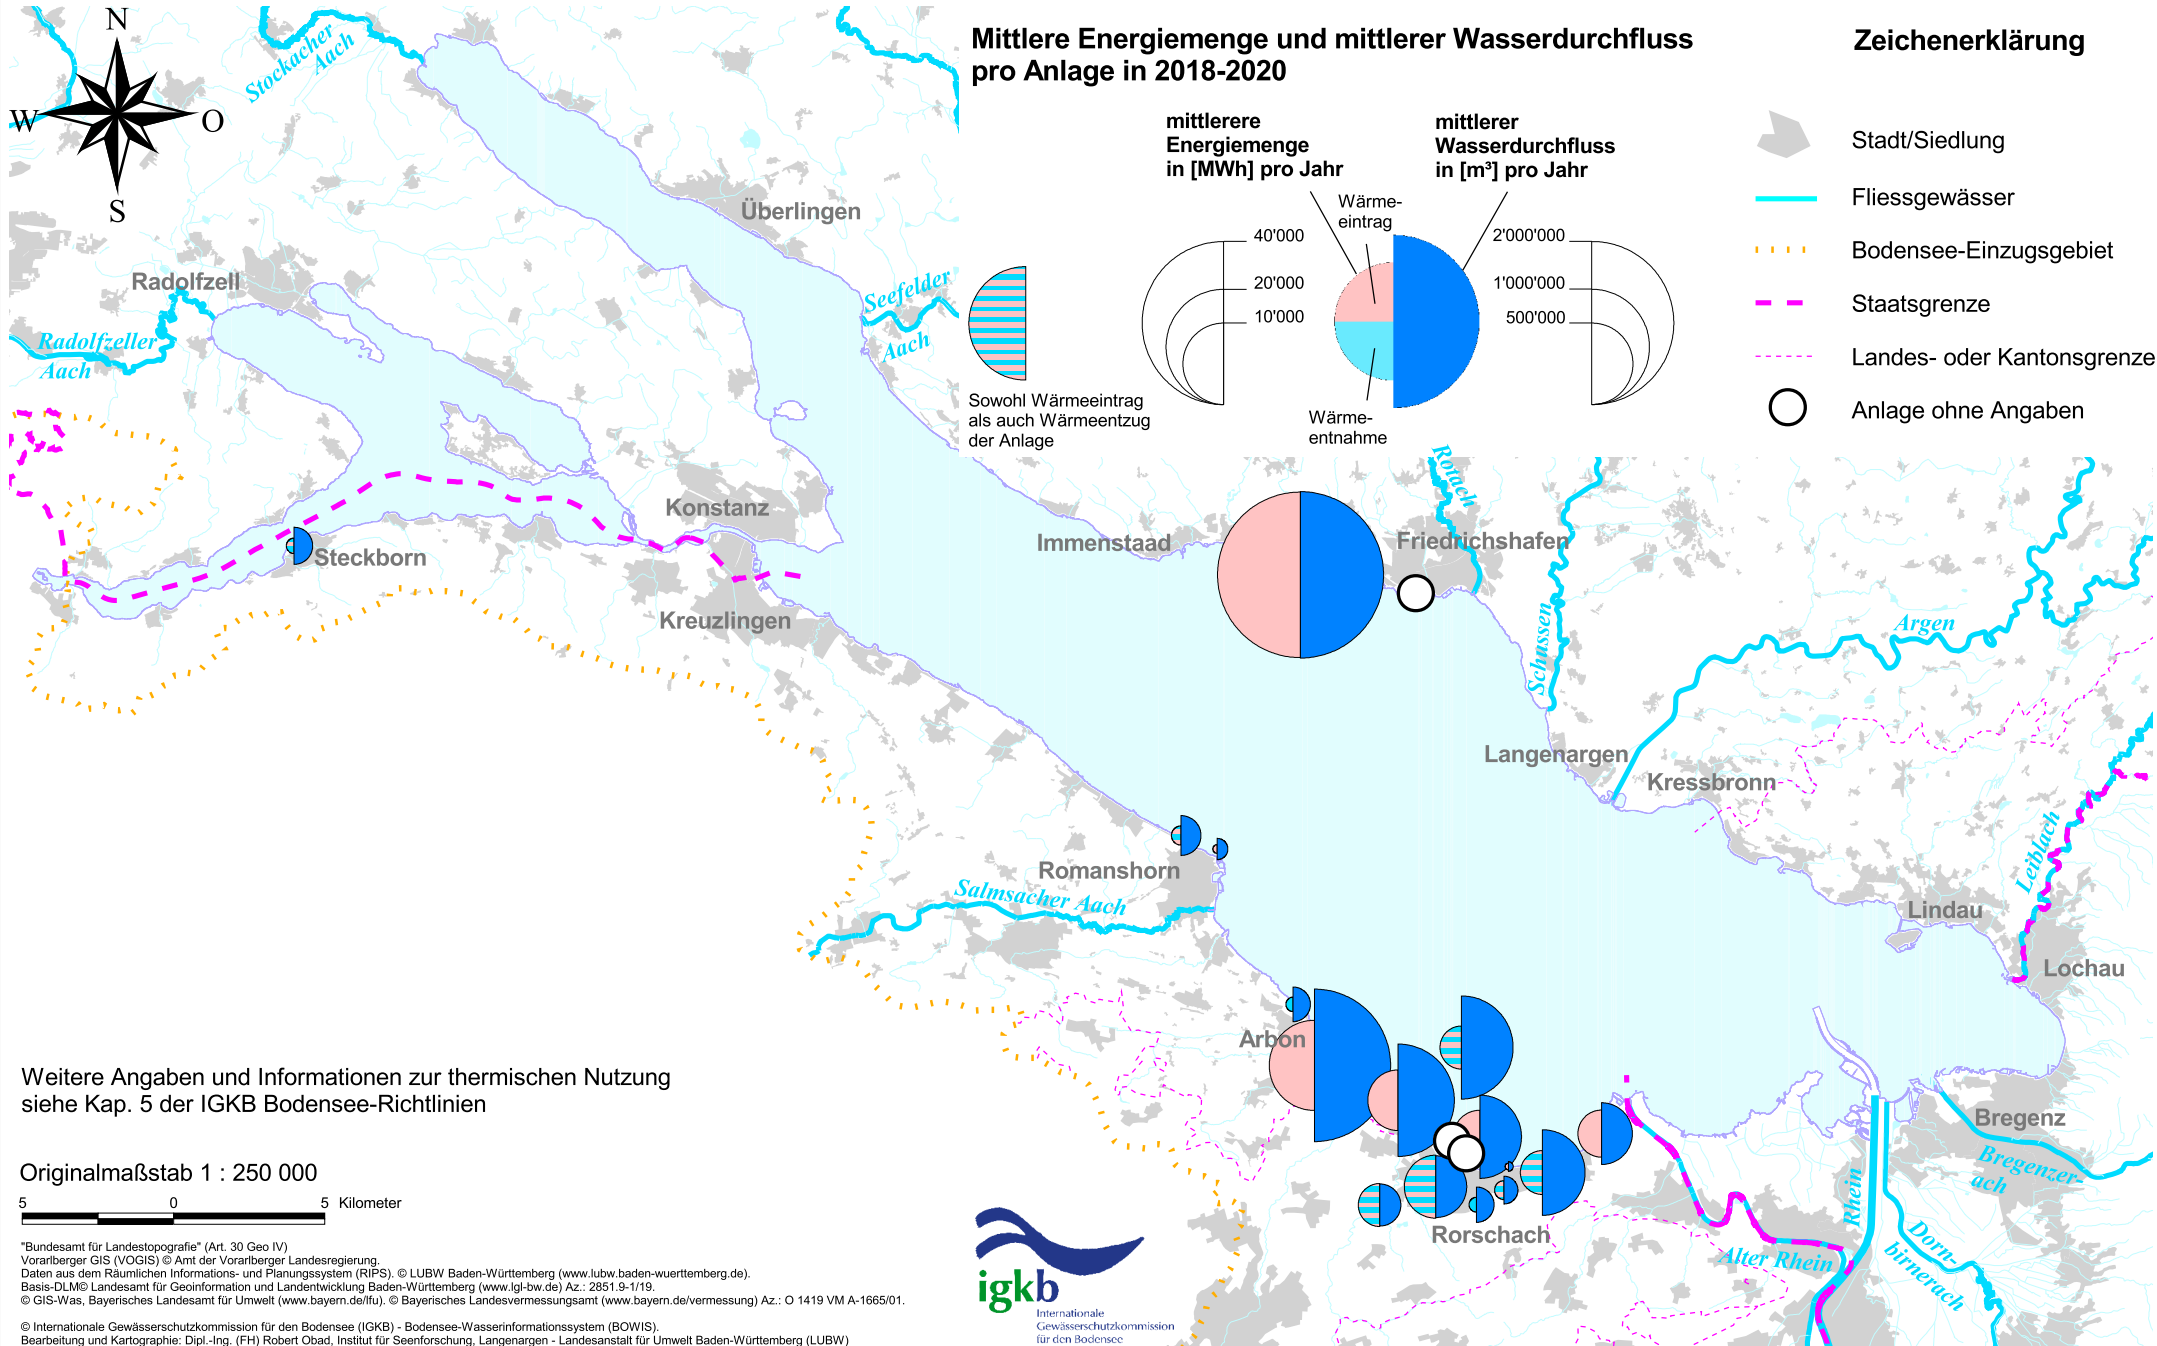 Mittlere Energiemenge und mittlerer Wasserdurchfluss
pro Anlage in 2018-2020
Zeichenerklärung
mittlerere
Energiemenge
in [MWh] pro Jahr
mittlerer
Wasserdurchfluss
in [m³] pro Jahr
Wärme-
eintrag
40'000
20'000
10'000
2'000'000
1'000'000
500'000
Wärme-
entnahme
Sowohl Wärmeeintrag
als auch Wärmeentzug
der Anlage
Stadt/Siedlung
Fliessgewässer
Bodensee-Einzugsgebiet
Staatsgrenze
Landes- oder Kantonsgrenze
Anlage ohne Angaben
N
W
O
S
Stockacher
Aach
Überlingen
Radolfzell
Radolfzeller
Aach
Seefelder
Aach
Konstanz
Steckborn
Kreuzlingen
Immenstaad
Rotach
Friedrichshafen
Schussen
Argen
Langenargen
Kressbronn
Leiblach
Romanshorn
Salmsacher Aach
Lindau
Lochau
Arbon
Bregenz
Bregenzer-
ach
Rhein
Dorn-
birnerach
Alter Rhein
Rorschach
Weitere Angaben und Informationen zur thermischen Nutzung
siehe Kap. 5 der IGKB Bodensee-Richtlinien
Originalmaßstab 1 : 250 000
5 0 5 Kilometer
"Bundesamt für Landestopografie" (Art. 30 Geo IV)
Vorarlberger GIS (VOGIS) © Amt der Vorarlberger Landesregierung.
Daten aus dem Räumlichen Informations- und Planungssystem (RIPS). © LUBW Baden-Württemberg (www.lubw.baden-wuerttemberg.de).
Basis-DLM© Landesamt für Geoinformation und Landentwicklung Baden-Württemberg (www.lgl-bw.de) Az.: 2851.9-1/19.
© GIS-Was, Bayerisches Landesamt für Umwelt (www.bayern.de/lfu). © Bayerisches Landesvermessungsamt (www.bayern.de/vermessung) Az.: O 1419 VM A-1665/01.
© Internationale Gewässerschutzkommission für den Bodensee (IGKB) - Bodensee-Wasserinformationssystem (BOWIS).
Bearbeitung und Kartographie: Dipl.-Ing. (FH) Robert Obad, Institut für Seenforschung, Langenargen - Landesanstalt für Umwelt Baden-Württemberg (LUBW)
igkb
Internationale
Gewässerschutzkommission
für den Bodensee